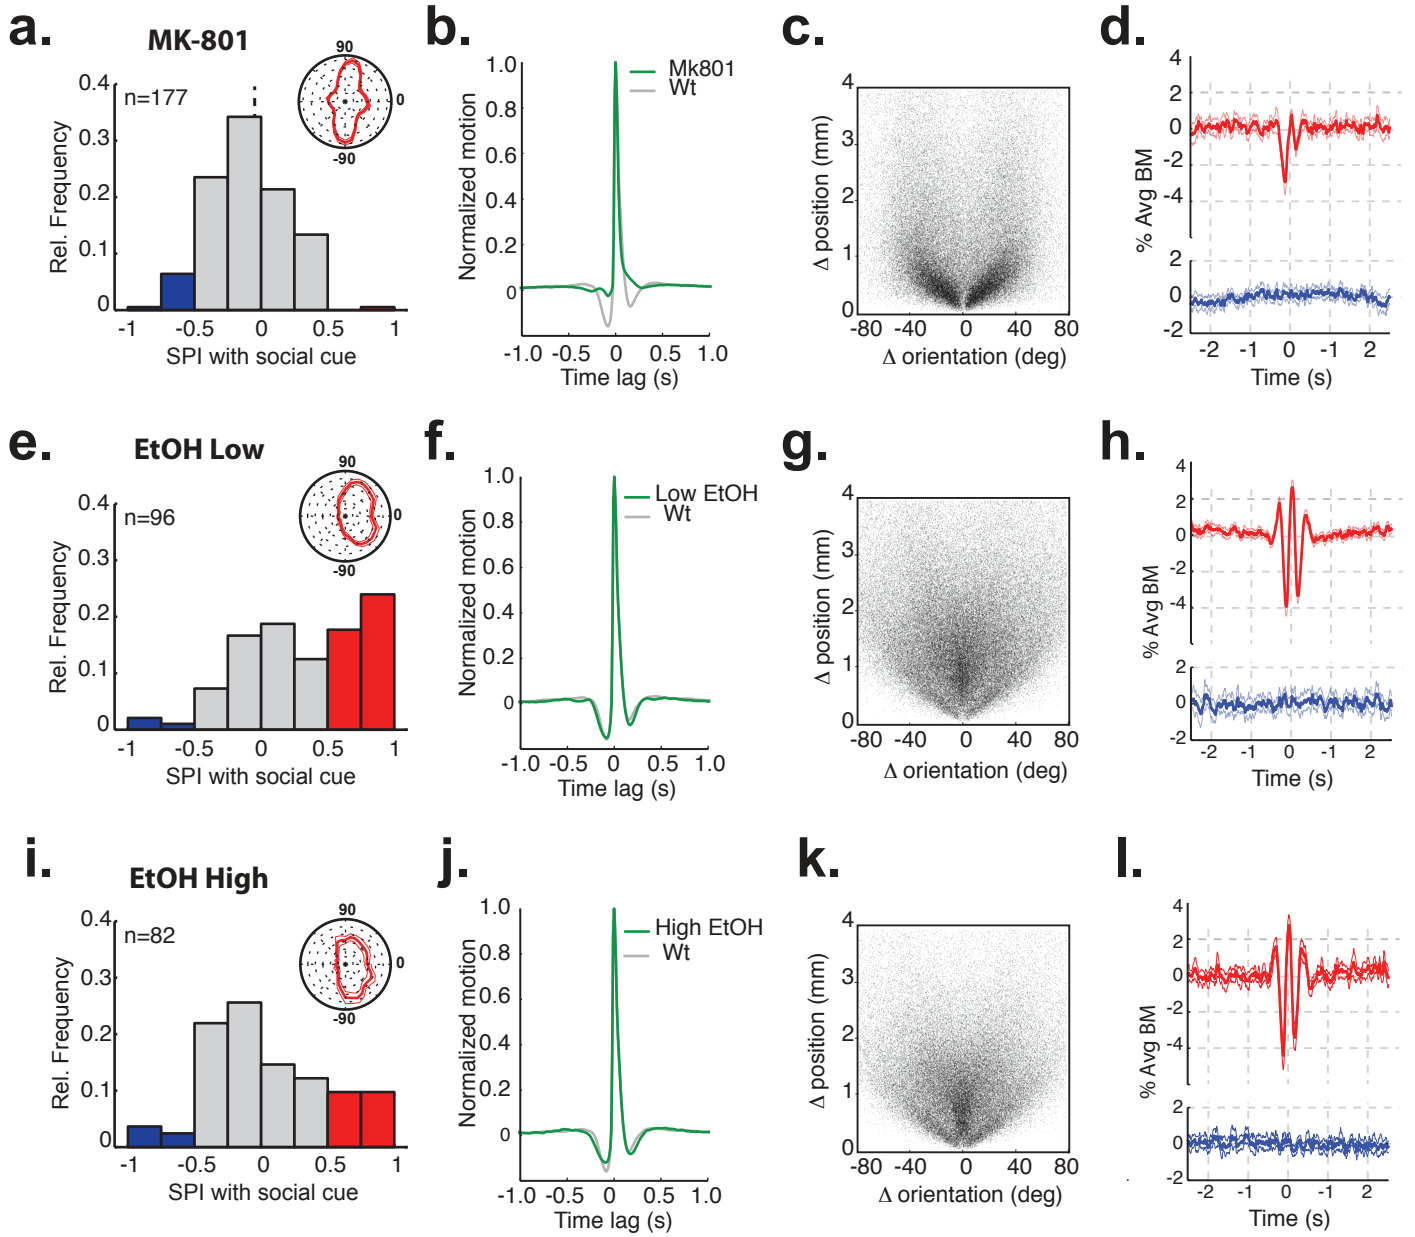 a.
MK-801
n=177
90
0
-90
0.4
0.3
0.2
0.1
0
Rel. Frequency
-1 -0.5 0 0.5 1
SPI with social cue
b.
Mk801
Wt
1.0
0.8
0.6
0.4
0.2
0
Normalized motion
-1.0 -0.5 0 0.5 1.0
Time lag (s)
c.
4
3
2
1
0
Δ position (mm)
-80 -40 0 40 80
Δ orientation (deg)
d.
4
2
0
-2
-4
2
0
-2
% Avg BM
-2 -1 0 -1 2
Time (s)
e.
EtOH Low
n=96
90
0
-90
0.4
0.3
0.2
0.1
0
Rel. Frequency
-1 -0.5 0 0.5 1
SPI with social cue
f.
Low EtOH
Wt
1.0
0.8
0.6
0.4
0.2
0
Normalized motion
-1.0 -0.5 0 0.5 1.0
Time lag (s)
g.
4
3
2
1
0
Δ position (mm)
-80 -40 0 40 80
Δ orientation (deg)
h.
4
2
0
-2
-4
2
0
-2
% Avg BM
-2 -1 0 -1 2
Time (s)
i.
EtOH High
n=82
90
0
-90
0.4
0.3
0.2
0.1
0
Rel. Frequency
-1 -0.5 0 0.5 1
SPI with social cue
j.
High EtOH
Wt
1.0
0.8
0.6
0.4
0.2
0
Normalized motion
-1.0 -0.5 0 0.5 1.0
Time lag (s)
k.
4
3
2
1
0
Δ position (mm)
-80 -40 0 40 80
Δ orientation (deg)
l.
4
2
0
-2
-4
2
0
-2
% Avg BM
-2 -1 0 -1 2
Time (s)